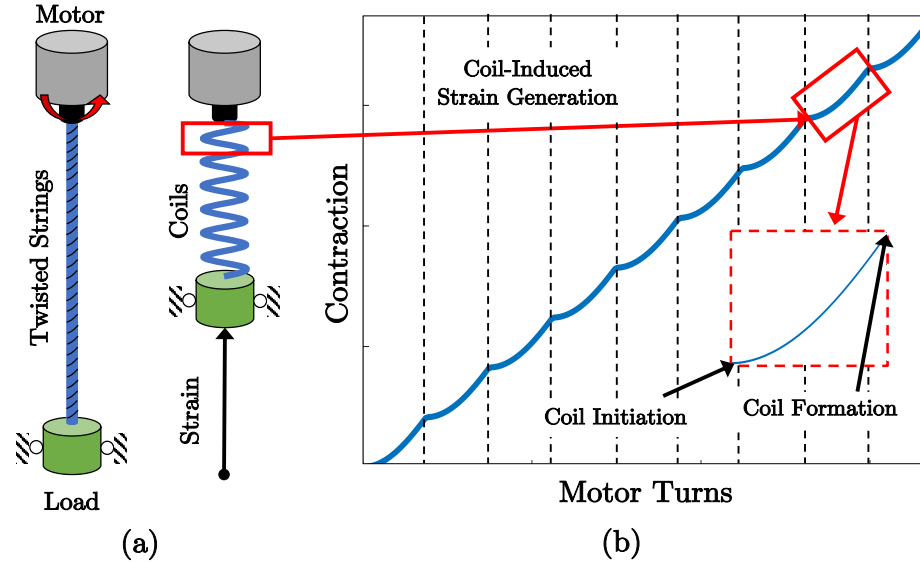 Motor
Twisted Strings
Coils
Strain
Load
(a)
Coil-Induced
Strain Generation
Contraction
Coil Initiation
Coil Formation
Motor Turns
(b)